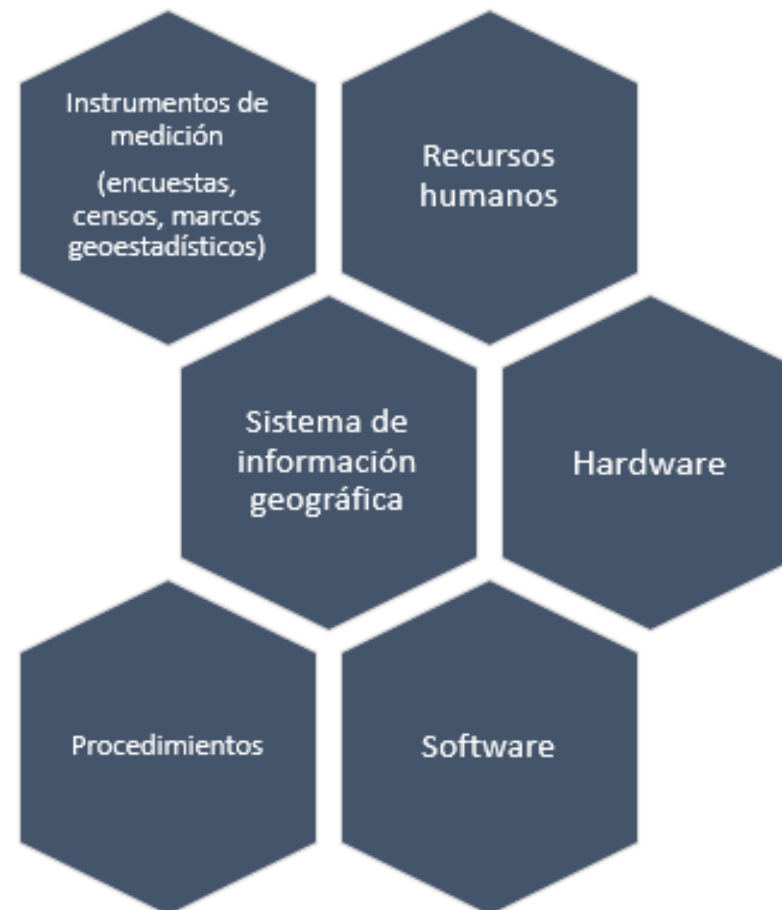 Instrumentos de
medición
(encuestas,
censos, marcos
geoestadísticos)
Recursos
humanos
Sistema de
información
geográfica
Hardware
Procedimientos
Software